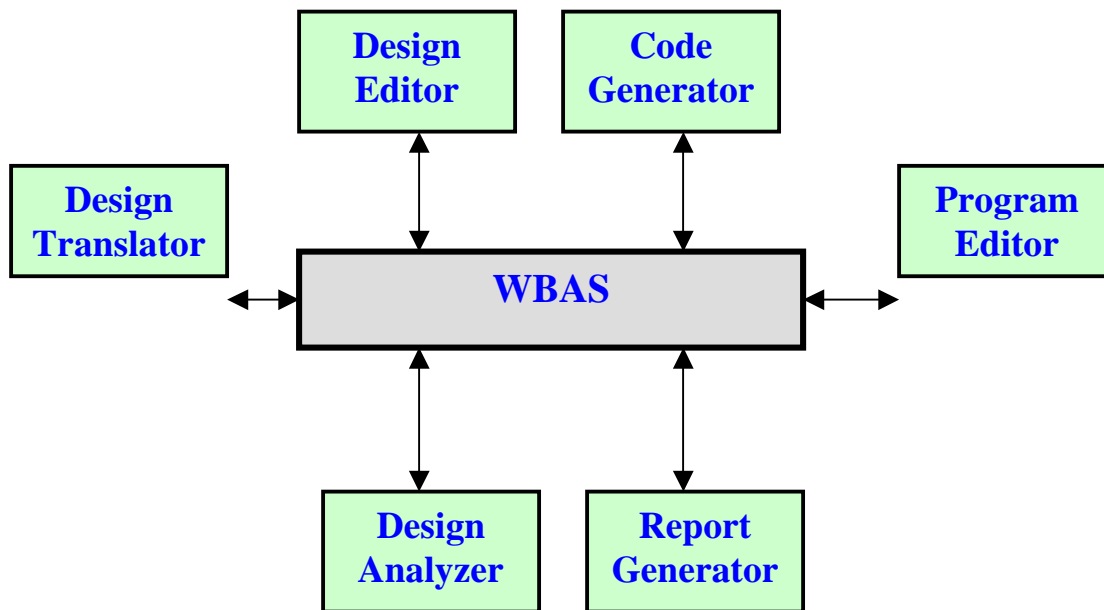 Design
Editor
Code
Generator
Design
Translator
Program
Editor
WBAS
Design
Analyzer
Report
Generator